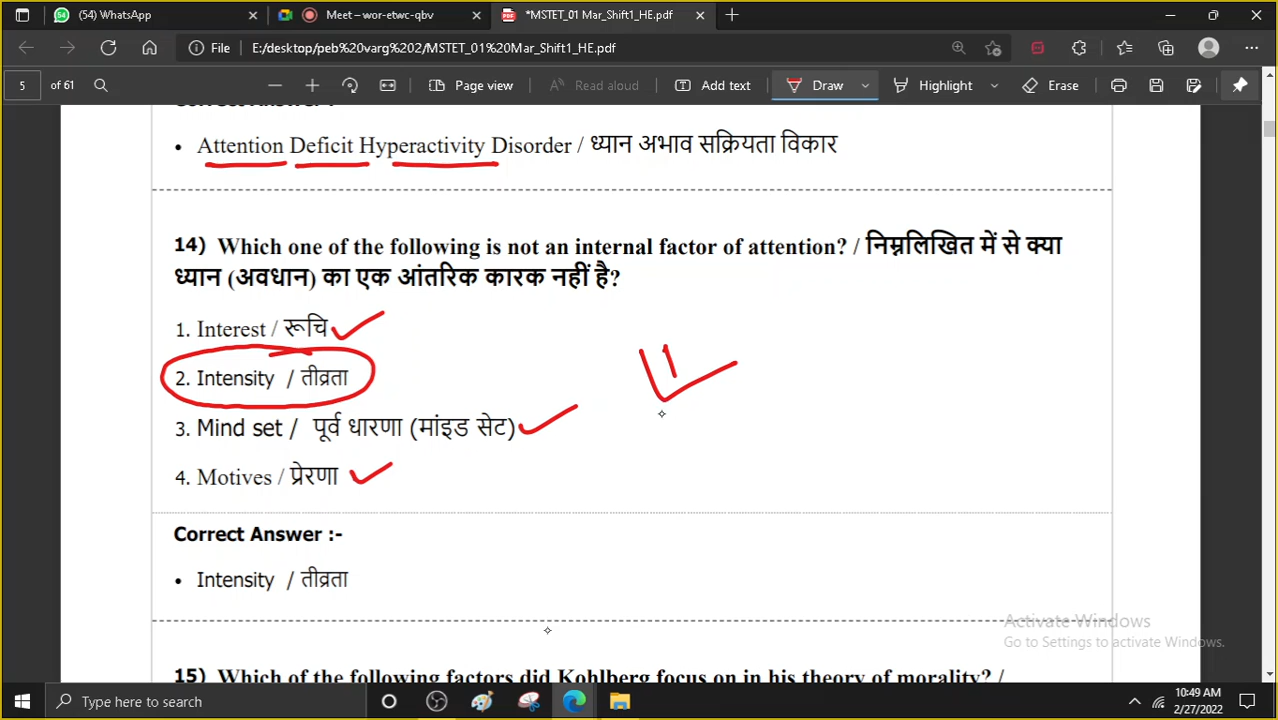 (54) WhatsApp
Meet – wor-etwc-qbv
*MSTET_01 Mar_Shift1_HE.pdf
File
E:/desktop/peb%20varg%202/MSTET_01%20Mar_Shift1_HE.pdf
5 of 61
Page view
Read aloud
Add text
Draw
Highlight
Erase
• Attention Deficit Hyperactivity Disorder / ध्यान अभाव सक्रियता विकार
14) Which one of the following is not an internal factor of attention? / निम्नलिखित में से क्या
ध्यान (अवधान) का एक आंतरिक कारक नहीं है?
1. Interest / रूचि
2. Intensity / तीव्रता
3. Mind set / पूर्व धारणा (मांइड सेट)
4. Motives / प्रेरणा
Correct Answer :-
• Intensity / तीव्रता
Activate Windows
Go to Settings to activate Windows.
15) Which of the following factors did Kohlberg focus on in his theory of morality? /
Type here to search
10:49 AM
2/27/2022